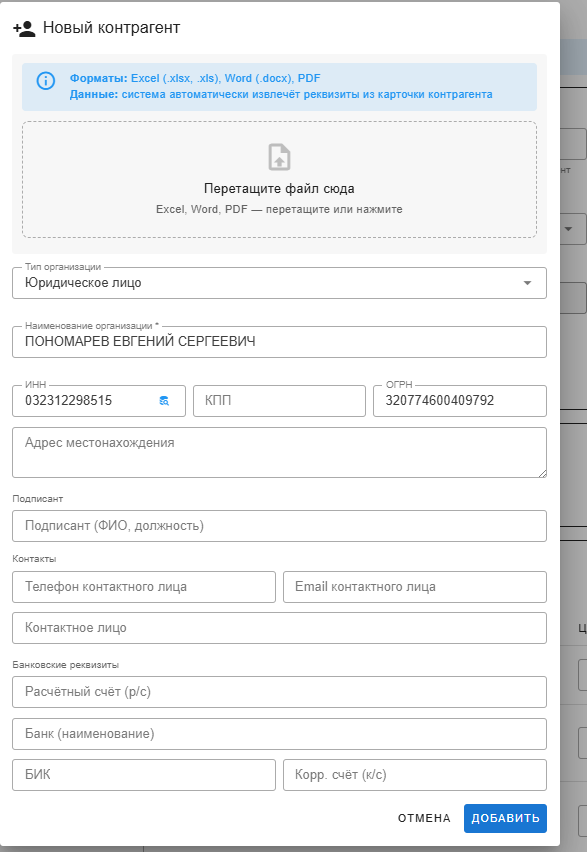 Новый контрагент
Форматы: Excel (.xlsx, .xls), Word (.docx), PDF
Данные: система автоматически извлечёт реквизиты из карточки контрагента
Перетащите файл сюда
Excel, Word, PDF — перетащите или нажмите
Тип организации
Юридическое лицо
Наименование организации *
ПОНОМАРЕВ ЕВГЕНИЙ СЕРГЕЕВИЧ
ИНН
032312298515
КПП
ОГРН
320774600409792
Адрес местонахождения
Подписант
Подписант (ФИО, должность)
Контакты
Телефон контактного лица
Email контактного лица
Контактное лицо
Банковские реквизиты
Расчётный счёт (р/с)
Банк (наименование)
БИК
Корр. счёт (к/с)
ОТМЕНА
ДОБАВИТЬ